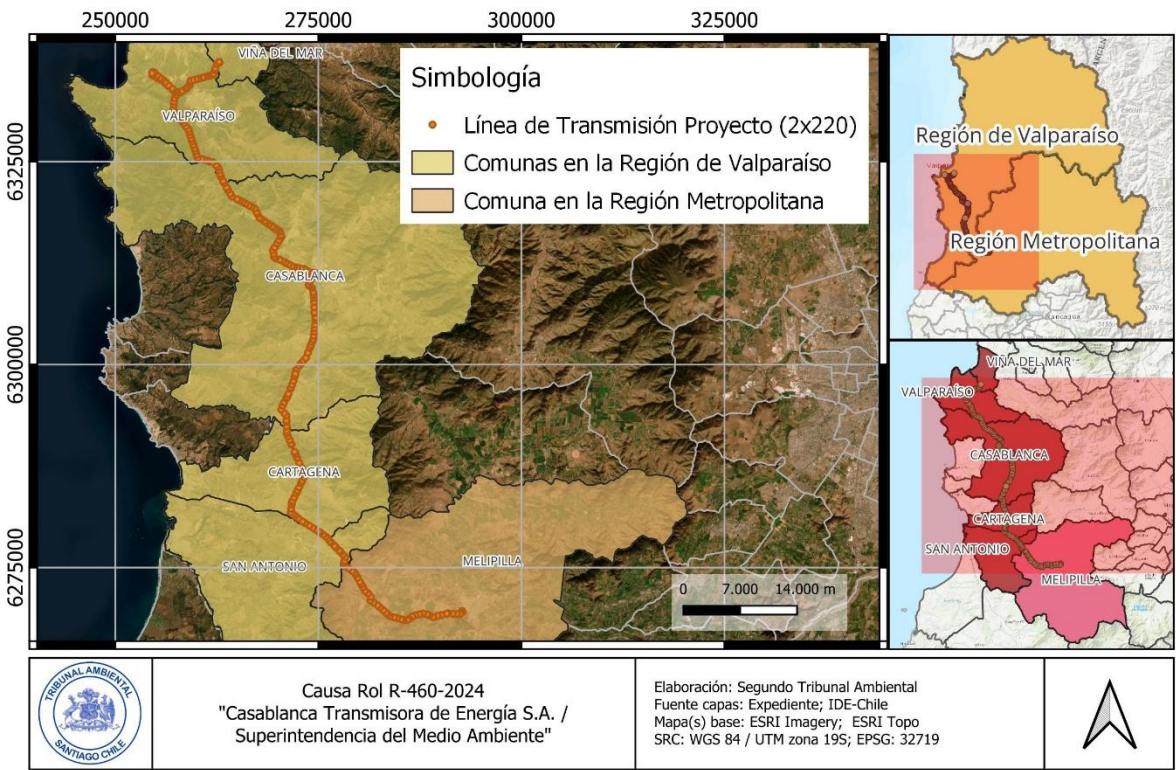 250000 275000 300000 325000
6325000
6300000
6275000
VIÑA DEL MAR
VALPARAÍSO
CASABLANCA
CARTAGENA
SAN ANTONIO
MELIPILLA
Simbología
Línea de Transmisión Proyecto (2x220)
Comunas en la Región de Valparaíso
Comuna en la Región Metropolitana
0 7.000 14.000 m
Región de Valparaíso
Región Metropolitana
VIÑA DEL MAR
VALPARAÍSO
CASABLANCA
CARTAGENA
SAN ANTONIO
MELIPILLA
TRIBUNAL AMBIENTAL
SANTIAGO CHILE
Causa Rol R-460-2024
"Casablanca Transmisora de Energía S.A. /
Superintendencia del Medio Ambiente"
Elaboración: Segundo Tribunal Ambiental
Fuente capas: Expediente; IDE-Chile
Mapa(s) base: ESRI Imagery; ESRI Topo
SRC: WGS 84 / UTM zona 19S; EPSG: 32719